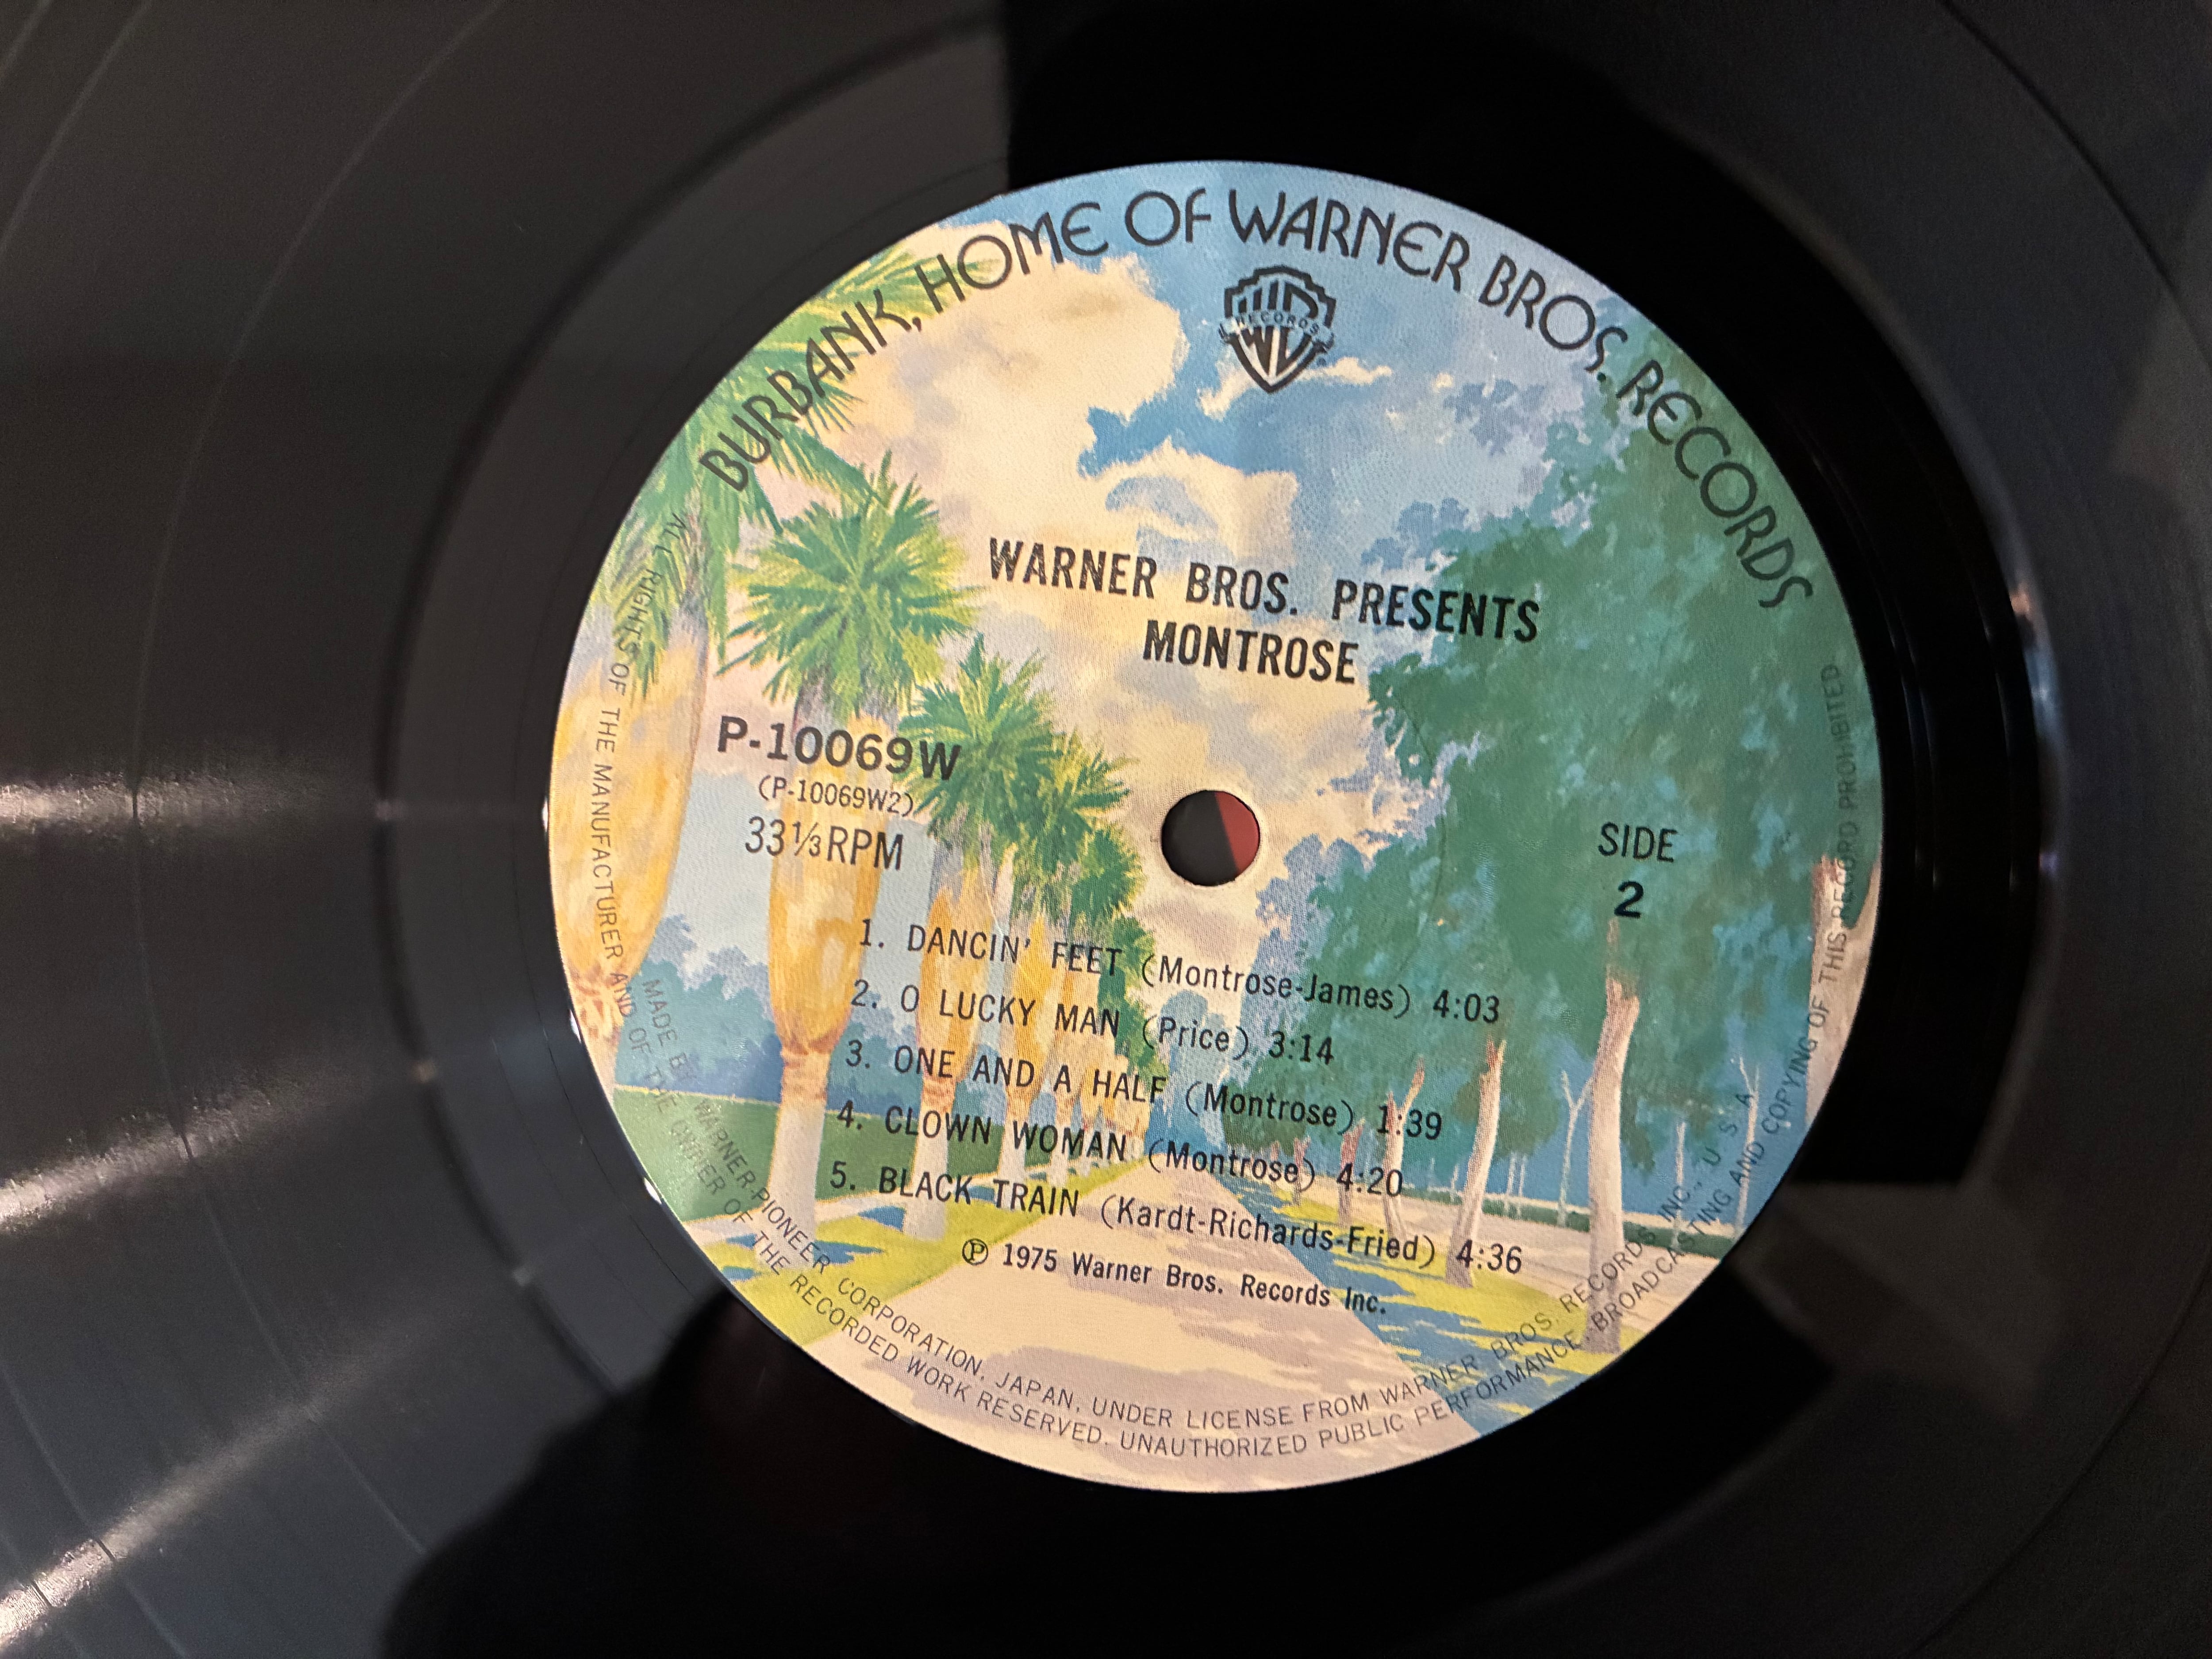 BURBANK, HOME OF WARNER BROS. RECORDS
RECORDS
WARNER BROS. PRESENTS
MONTROSE
P-10069W
(P-10069W2)
33⅓RPM
SIDE
2
1. DANCIN' FEET (Montrose-James) 4:03
2. O LUCKY MAN (Price) 3:14
3. ONE AND A HALF (Montrose) 1:39
4. CLOWN WOMAN (Montrose) 4:20
5. BLACK TRAIN (Kardt-Richards-Fried) 4:36
Ⓟ 1975 Warner Bros. Records Inc.
MADE BY WARNER-PIONEER CORPORATION, JAPAN, UNDER LICENSE FROM WARNER BROS. RECORDS INC., U S A
ALL RIGHTS OF THE MANUFACTURER AND OF THE OWNER OF THE RECORDED WORK RESERVED. UNAUTHORIZED PUBLIC PERFORMANCE, BROADCASTING AND COPYING OF THIS RECORD PROHIBITED